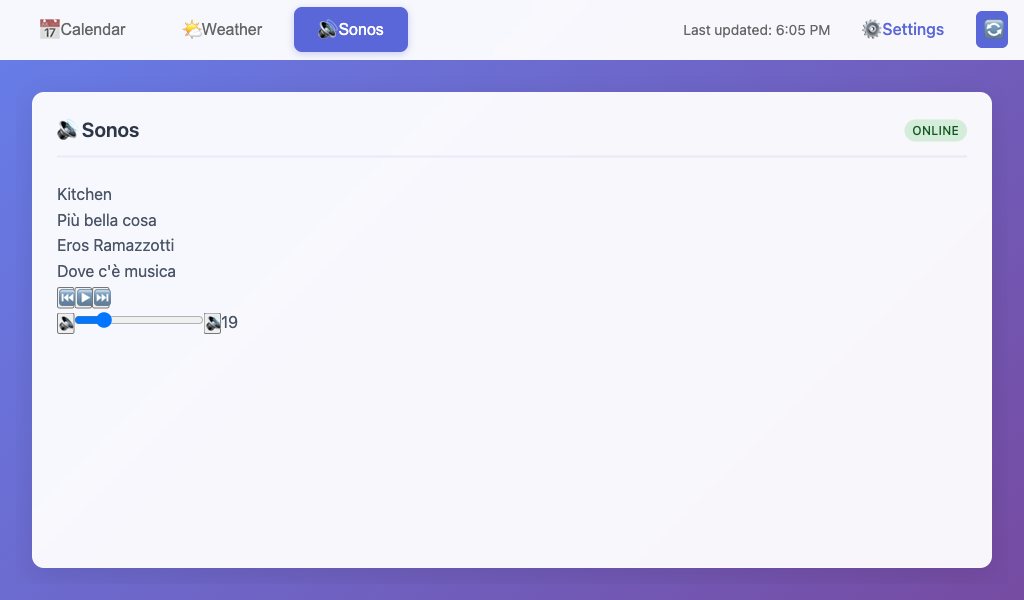 Calendar
Weather
Sonos
Last updated: 6:05 PM
Settings
Sonos
ONLINE
Kitchen
Più bella cosa
Eros Ramazzotti
Dove c'è musica
19